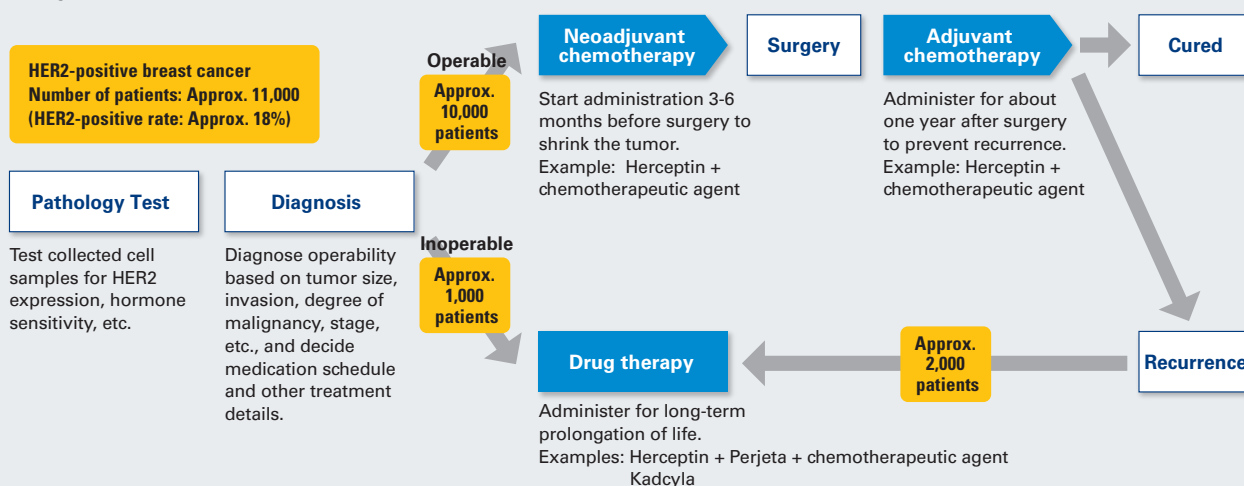 HER2-positive breast cancer
Number of patients: Approx. 11,000
(HER2-positive rate: Approx. 18%)
Pathology Test
Test collected cell
samples for HER2
expression, hormone
sensitivity, etc.
Diagnosis
Diagnose operability
based on tumor size,
invasion, degree of
malignancy, stage,
etc., and decide
medication schedule
and other treatment
details.
Operable
Approx.
10,000
patients
Inoperable
Approx.
1,000
patients
Neoadjuvant
chemotherapy
Start administration 3-6
months before surgery to
shrink the tumor.
Example: Herceptin +
chemotherapeutic agent
Surgery
Adjuvant
chemotherapy
Administer for about
one year after surgery
to prevent recurrence.
Example: Herceptin +
chemotherapeutic agent
Cured
Recurrence
Approx.
2,000
patients
Drug therapy
Administer for long-term
prolongation of life.
Examples: Herceptin + Perjeta + chemotherapeutic agent
Kadcyla